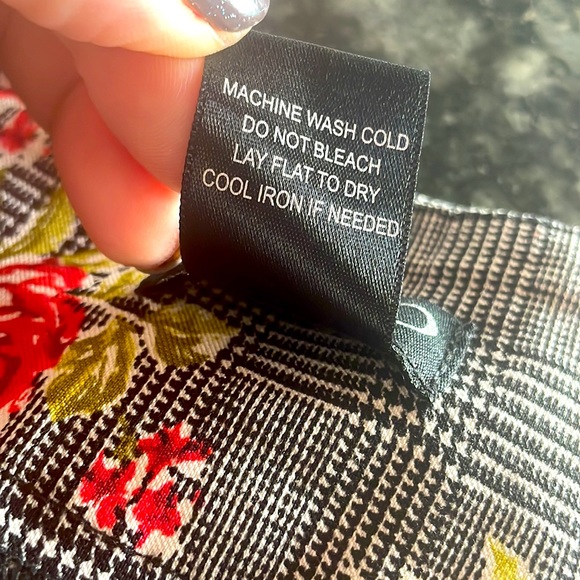 MACHINE WASH COLD
DO NOT BLEACH
LAY FLAT TO DRY
COOL IRON IF NEEDED